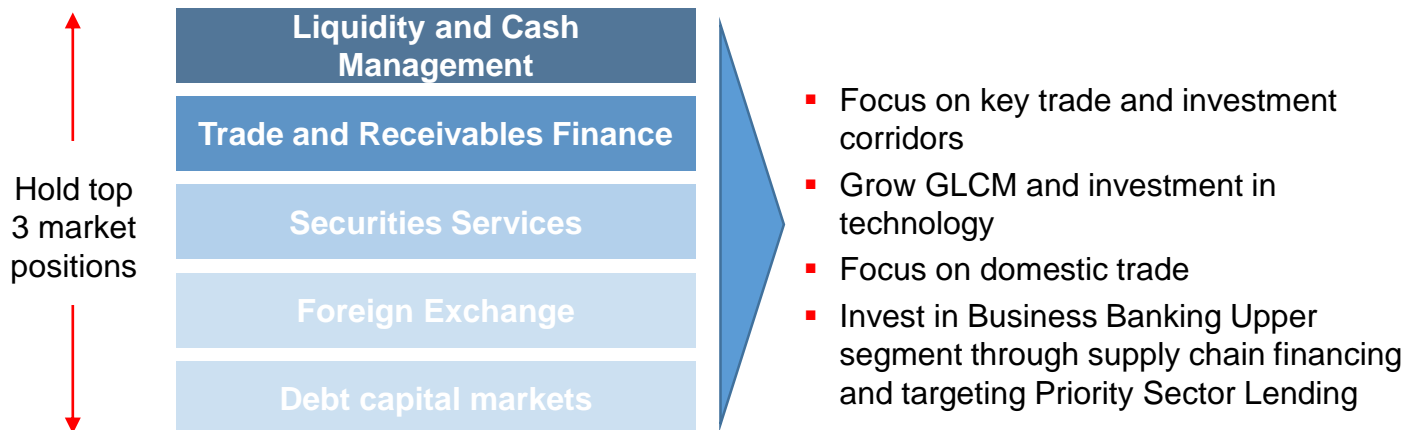 Hold top
3 market
positions
Liquidity and Cash
Management
Trade and Receivables Finance
Securities Services
Foreign Exchange
Debt capital markets
▪ Focus on key trade and investment
corridors
▪ Grow GLCM and investment in
technology
▪ Focus on domestic trade
▪ Invest in Business Banking Upper
segment through supply chain financing
and targeting Priority Sector Lending